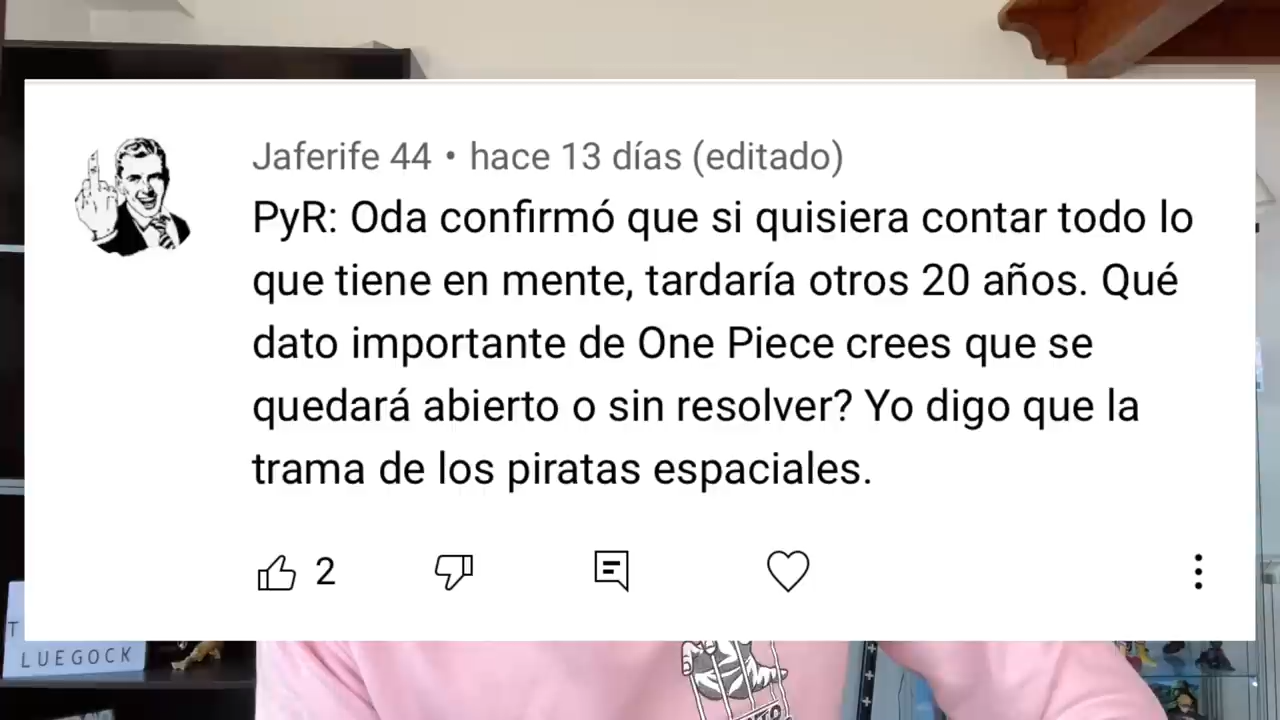 Jaferife 44 • hace 13 días (editado)
PyR: Oda confirmó que si quisiera contar todo lo
que tiene en mente, tardaría otros 20 años. Qué
dato importante de One Piece crees que se
quedará abierto o sin resolver? Yo digo que la
trama de los piratas espaciales.
2
T
LUEGOCK